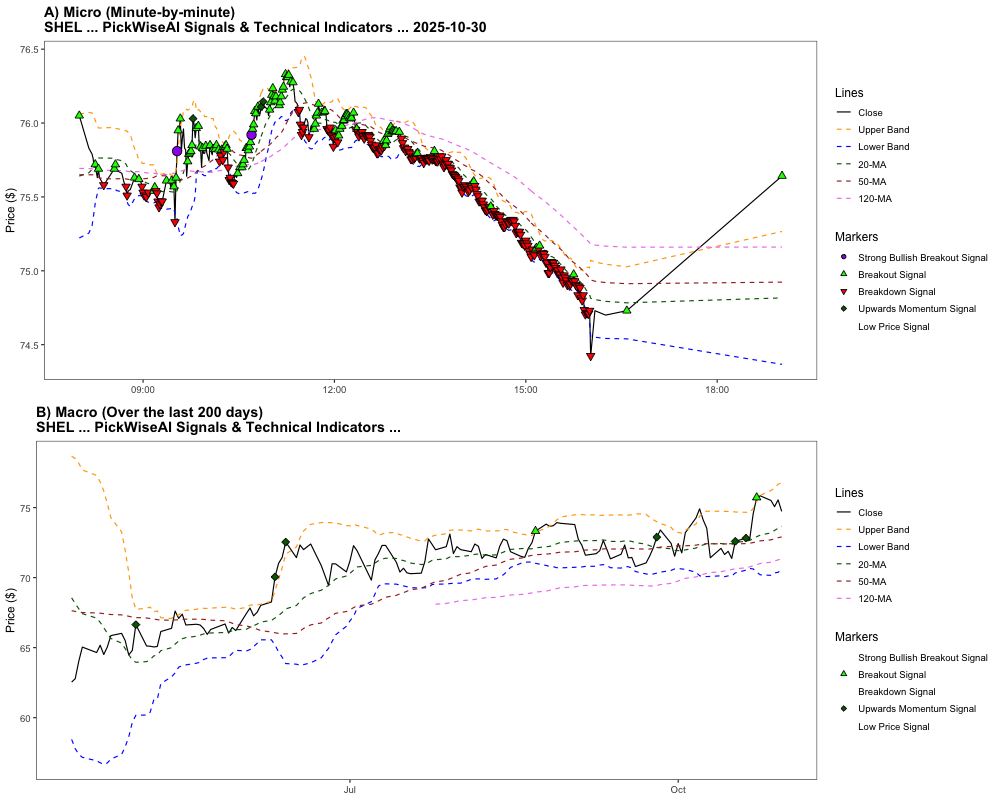 A) Micro (Minute-by-minute)
SHEL ... PickWiseAI Signals & Technical Indicators ... 2025-10-30
76.5
76.0
75.5
75.0
74.5
Price ($)
09:00
12:00
15:00
18:00
Lines
Close
Upper Band
Lower Band
20-MA
50-MA
120-MA
Markers
Strong Bullish Breakout Signal
Breakout Signal
Breakdown Signal
Upwards Momentum Signal
Low Price Signal
B) Macro (Over the last 200 days)
SHEL ... PickWiseAI Signals & Technical Indicators ...
75
70
65
60
Price ($)
Jul
Oct
Lines
Close
Upper Band
Lower Band
20-MA
50-MA
120-MA
Markers
Strong Bullish Breakout Signal
Breakout Signal
Breakdown Signal
Upwards Momentum Signal
Low Price Signal